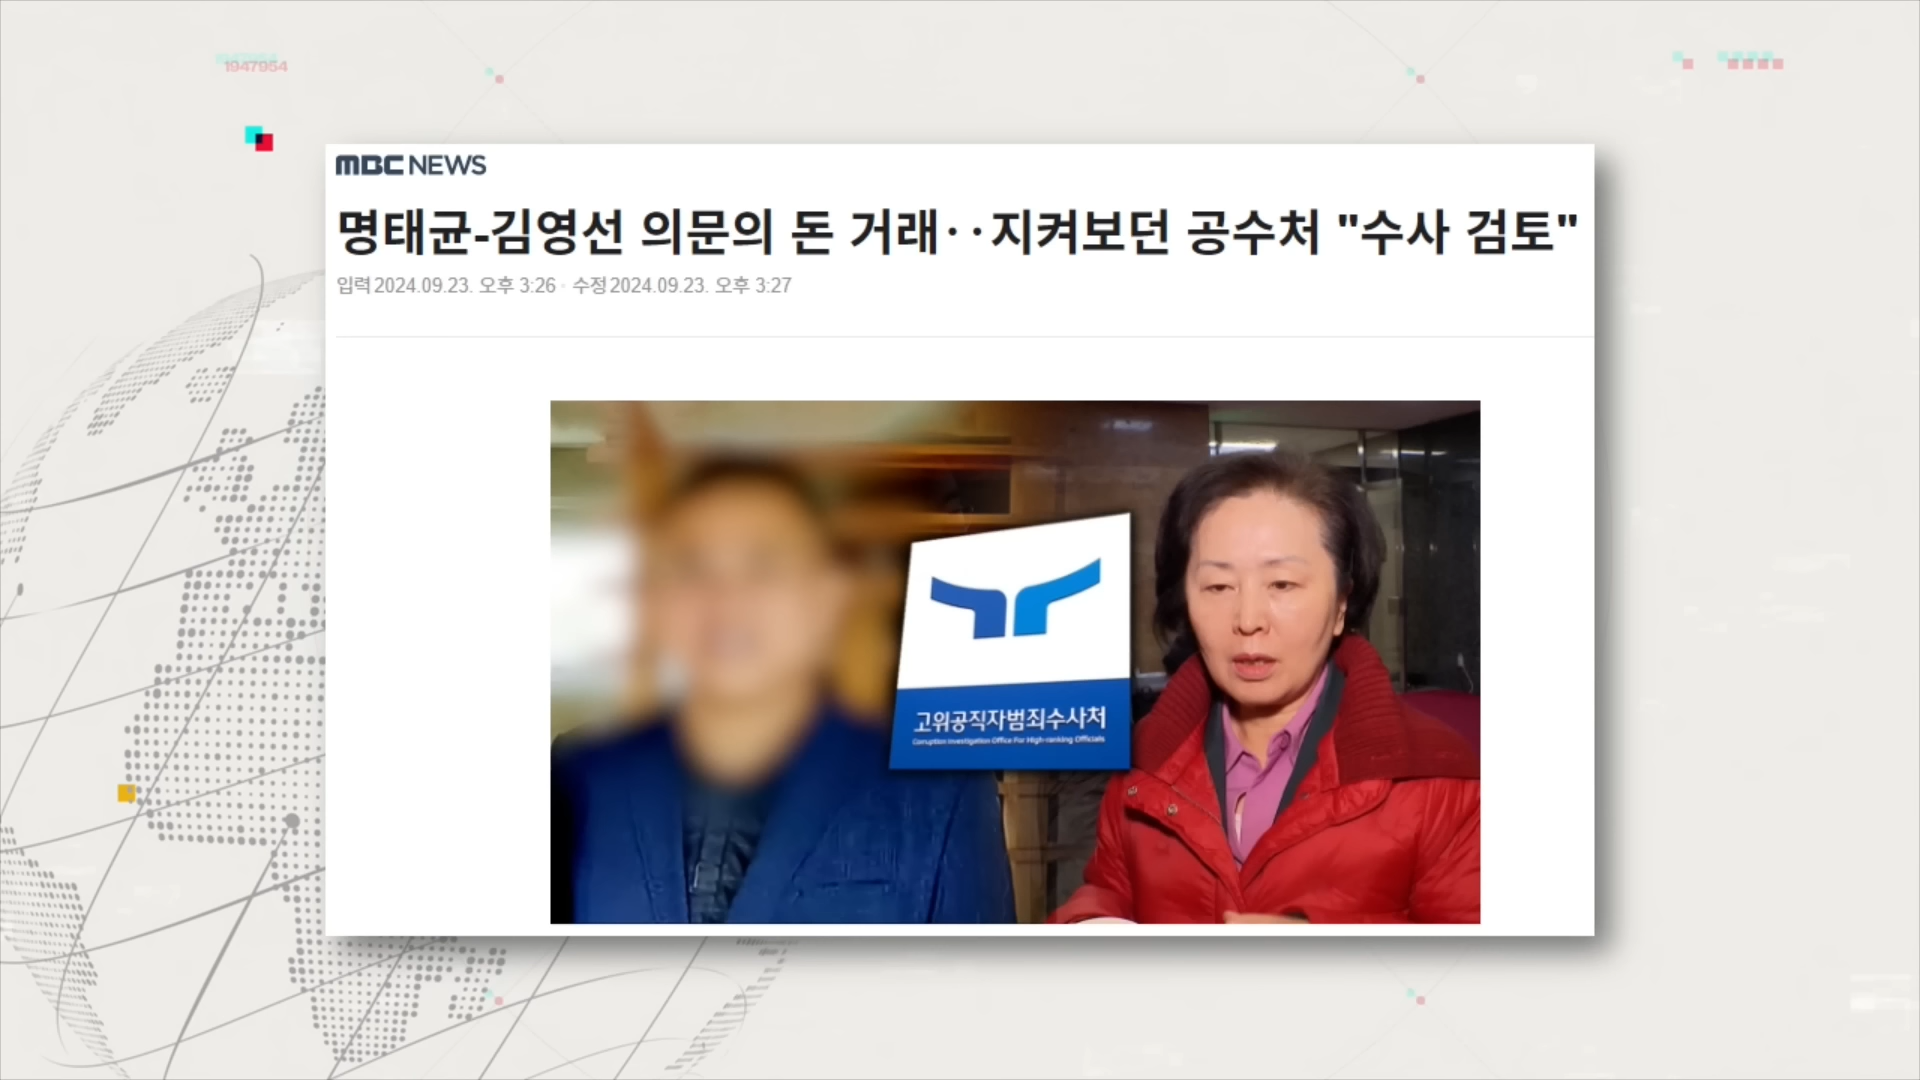 1947954
MBC NEWS
명태균-김영선 의문의 돈 거래‥지켜보던 공수처 "수사 검토"
입력 2024.09.23. 오후 3:26 · 수정 2024.09.23. 오후 3:27
고위공직자범죄수사처
Corruption Investigation Office For High-ranking Officials